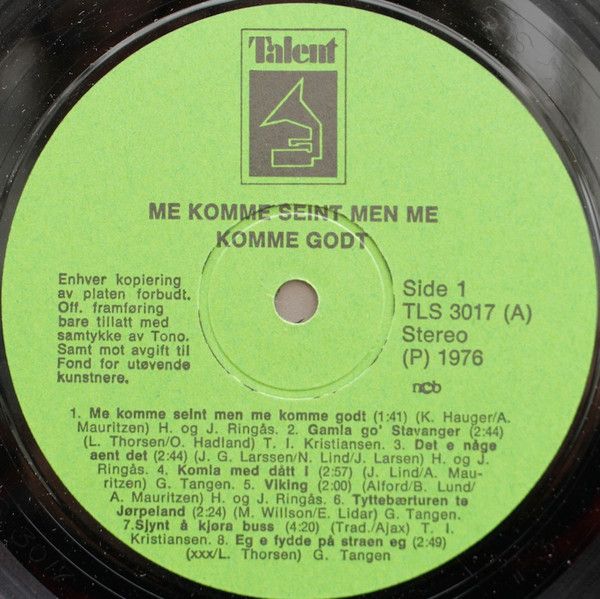 Talent
ME KOMME SEINT MEN ME
KOMME GODT
Enhver kopiering
av platen forbudt.
Off. framføring
bare tillatt med
samtykke av Tono.
Samt mot avgift til
Fond for utøvende
kunstnere.
Side 1
TLS 3017 (A)
Stereo
(P) 1976
ncb
1. Me komme seint men me komme godt (1:41) (K. Hauger/A.
Mauritzen) H. og J. Ringås. 2. Gamla go' Stavanger (2:44)
(L. Thorsen/O. Hadland) T. I. Kristiansen. 3. Det e någe
aent det (2:44) (J. G. Larssen/N. Lind/J. Larsen) H. og J.
Ringås. 4. Komla med dått i (2:57) (J. Lind/A. Mau-
ritzen) G. Tangen. 5. Viking (2:00) (Alford/B. Lund/
A. Mauritzen) H. og J. Ringås. 6. Tyttebærturen te
Jørpeland (2:24) (M. Willson/E. Lidar) G. Tangen.
7.Sjynt å kjøra buss (4:20) (Trad./Ajax) T. I.
Kristiansen. 8. Eg e fydde på straen eg (2:49)
(xxx/L. Thorsen) G. Tangen